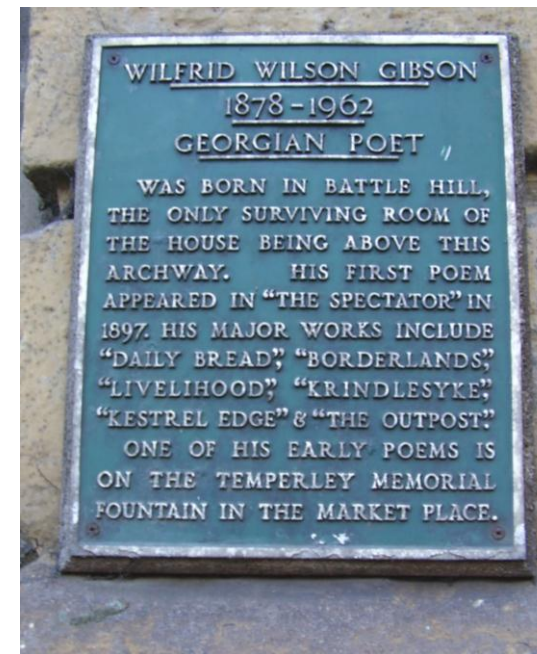 WILFRID WILSON GIBSON
1878-1962
GEORGIAN POET
WAS BORN IN BATTLE HILL,
THE ONLY SURVIVING ROOM OF
THE HOUSE BEING ABOVE THIS
ARCHWAY. HIS FIRST POEM
APPEARED IN "THE SPECTATOR" IN
1897. HIS MAJOR WORKS INCLUDE
"DAILY BREAD", "BORDERLANDS",
"LIVELIHOOD", "KRINDLESYKE",
"KESTREL EDGE" & "THE OUTPOST".
ONE OF HIS EARLY POEMS IS
ON THE TEMPERLEY MEMORIAL
FOUNTAIN IN THE MARKET PLACE.